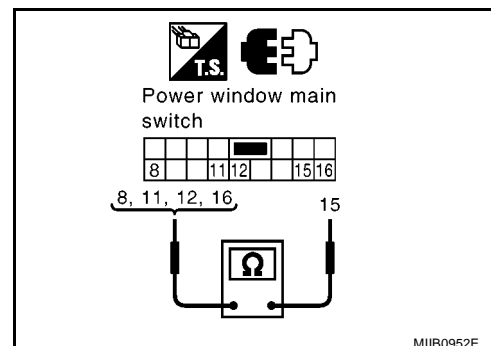 T.S.
Power window main
switch
8 11 12 15 16
8, 11, 12, 16 15
Ω
MIIB0952E